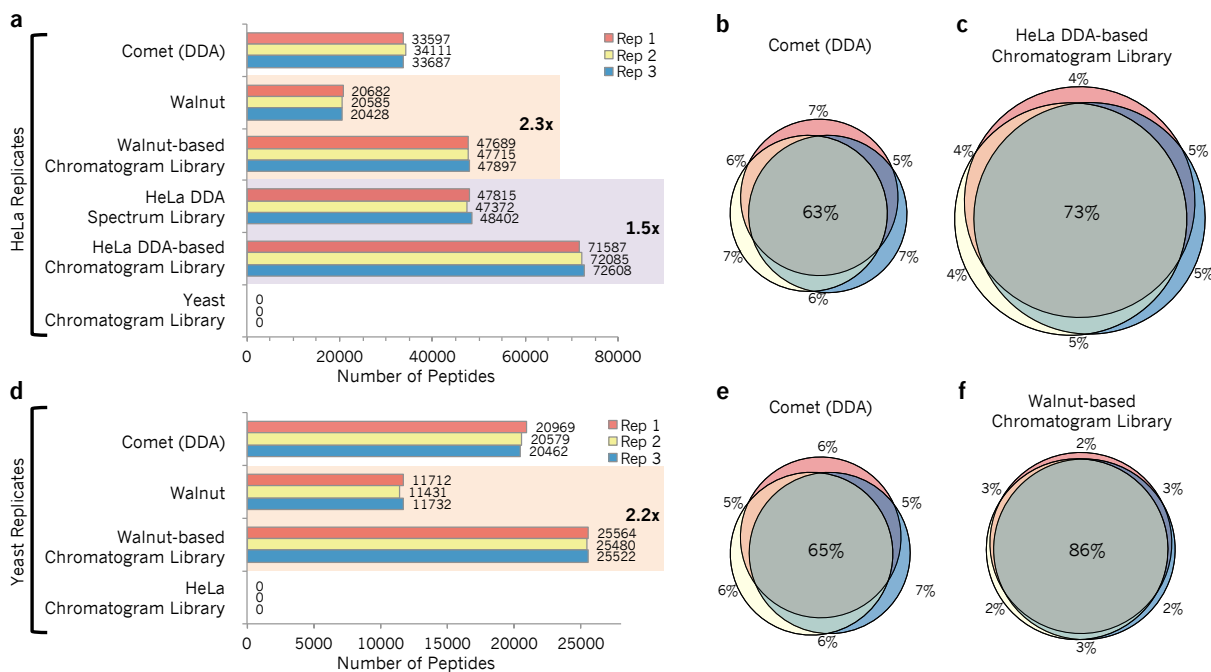 a
HeLa Replicates
Comet (DDA)
33597
34111
33687
Rep 1
Rep 2
Rep 3
Walnut
20682
20585
20428
2.3x
Walnut-based
Chromatogram Library
47689
47715
47897
HeLa DDA
Spectrum Library
47815
47372
48402
1.5x
HeLa DDA-based
Chromatogram Library
71587
72085
72608
Yeast
Chromatogram Library
0
0
0
0 20000 40000 60000 80000
Number of Peptides
b
Comet (DDA)
7%
6%
5%
63%
7%
7%
6%
c
HeLa DDA-based
Chromatogram Library
4%
4%
5%
73%
4%
5%
5%
d
Yeast Replicates
Comet (DDA)
20969
20579
20462
Rep 1
Rep 2
Rep 3
Walnut
11712
11431
11732
2.2x
Walnut-based
Chromatogram Library
25564
25480
25522
HeLa
Chromatogram Library
0
0
0
0 5000 10000 15000 20000 25000
Number of Peptides
e
Comet (DDA)
6%
5%
5%
65%
6%
7%
6%
f
Walnut-based
Chromatogram Library
2%
3%
3%
86%
2%
2%
3%